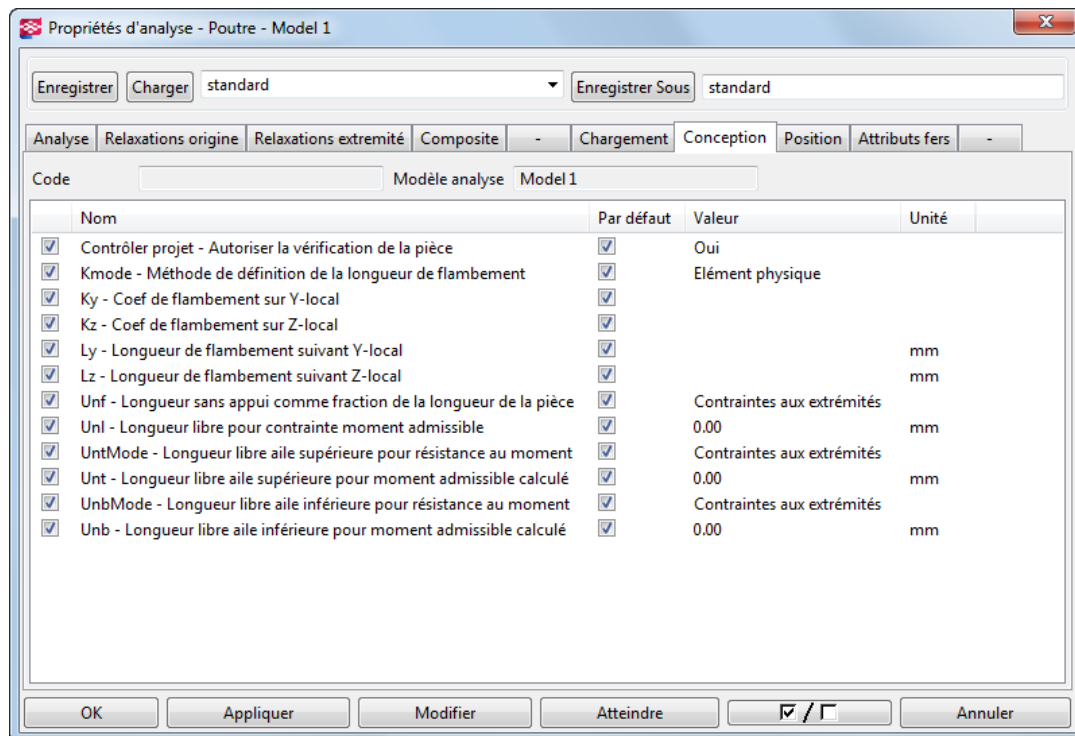 Propriétés d'analyse - Poutre - Model 1
Enregistrer Charger standard Enregistrer Sous standard
Analyse Relaxations origine Relaxations extremité Composite - Chargement Conception Position Attributs fers -
Code Modèle analyse Model 1
Nom Par défaut Valeur Unité
Contrôler projet - Autoriser la vérification de la pièce Oui
Kmode - Méthode de définition de la longueur de flambement Elément physique
Ky - Coef de flambement sur Y-local
Kz - Coef de flambement sur Z-local
Ly - Longueur de flambement suivant Y-local mm
Lz - Longueur de flambement suivant Z-local mm
Unf - Longueur sans appui comme fraction de la longueur de la pièce Contraintes aux extrémités
Unl - Longueur libre pour contrainte moment admissible 0.00 mm
UntMode - Longueur libre aile supérieure pour résistance au moment Contraintes aux extrémités
Unt - Longueur libre aile supérieure pour moment admissible calculé 0.00 mm
UnbMode - Longueur libre aile inférieure pour résistance au moment Contraintes aux extrémités
Unb - Longueur libre aile inférieure pour moment admissible calculé 0.00 mm
OK Appliquer Modifier Atteindre / Annuler